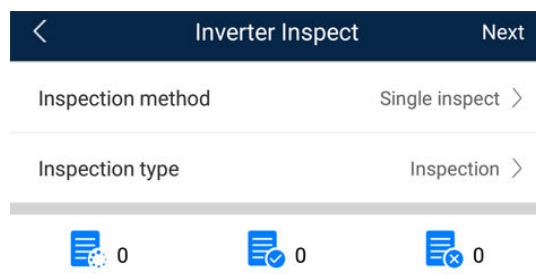 Inverter Inspect Next
Inspection method Single inspect
Inspection type Inspection
0 0 0